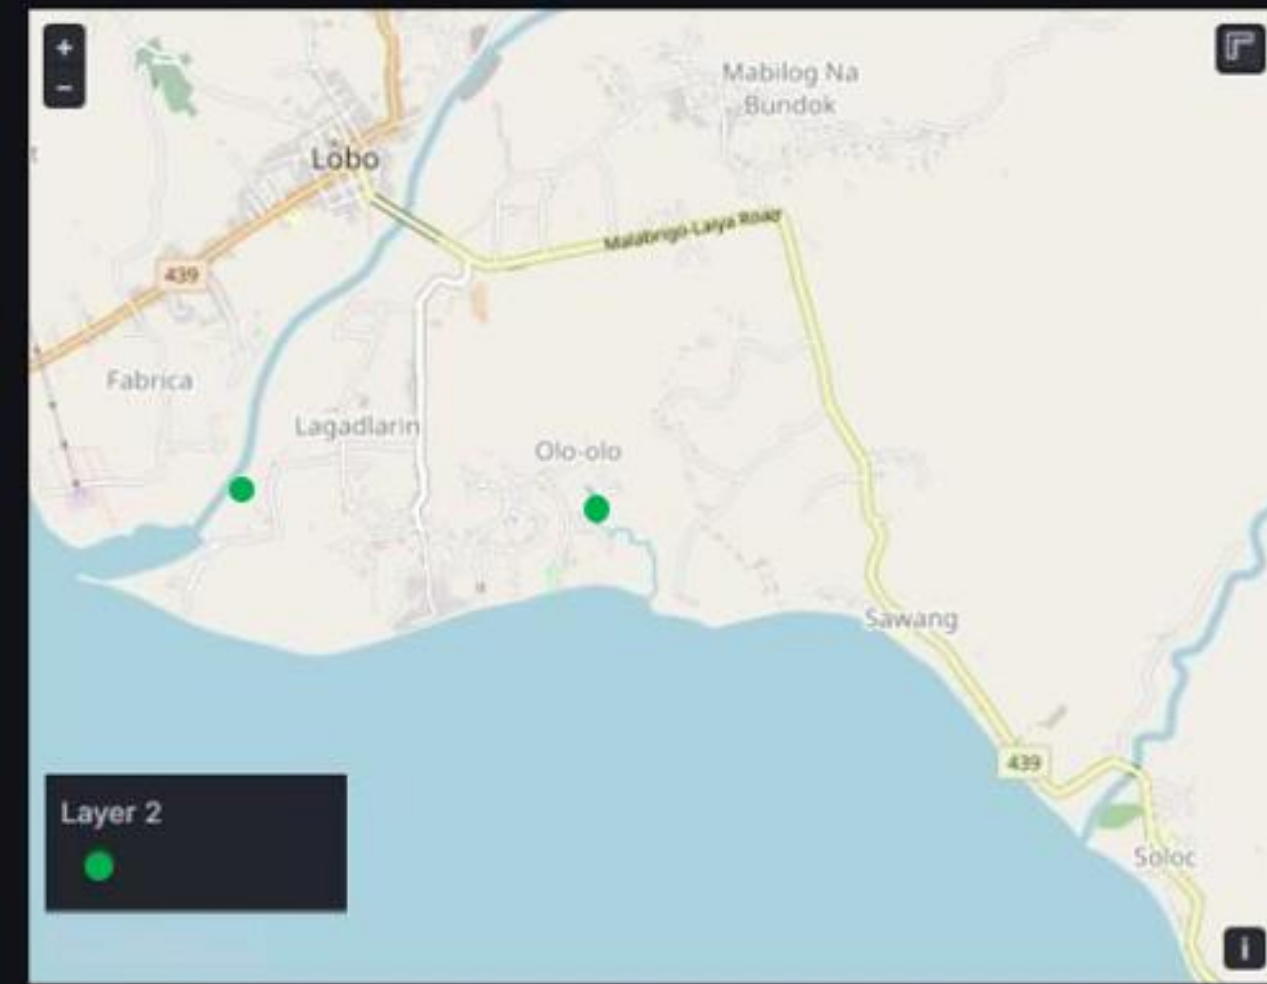 +
−
Mabilog Na
Bundok
Lobo
Malabrigo-Laiya Road
439
Fabrica
Lagadlarin
Olo-olo
Sawang
439
Layer 2
Soloc
i